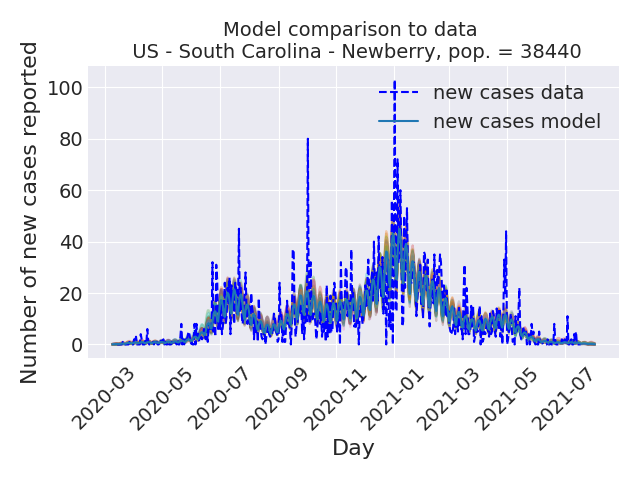 Model comparison to data
US - South Carolina - Newberry, pop. = 38440
Number of new cases reported
100
80
60
40
20
0
new cases data
new cases model
2020-03
2020-05
2020-07
2020-09
2020-11
2021-01
2021-03
2021-05
2021-07
Day